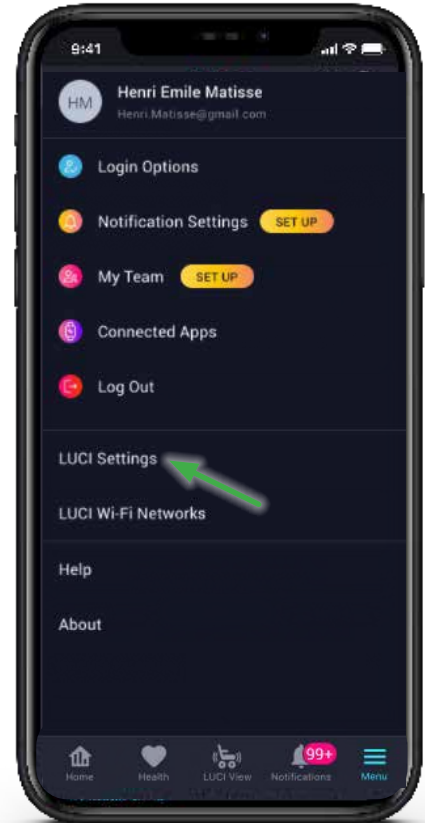 9:41
HM
Henri Emile Matisse
Henri.Matisse@gmail.com
Login Options
Notification Settings SET UP
My Team SET UP
Connected Apps
Log Out
LUCI Settings
LUCI Wi-Fi Networks
Help
About
99+
Home Health LUCI View Notifications Menu